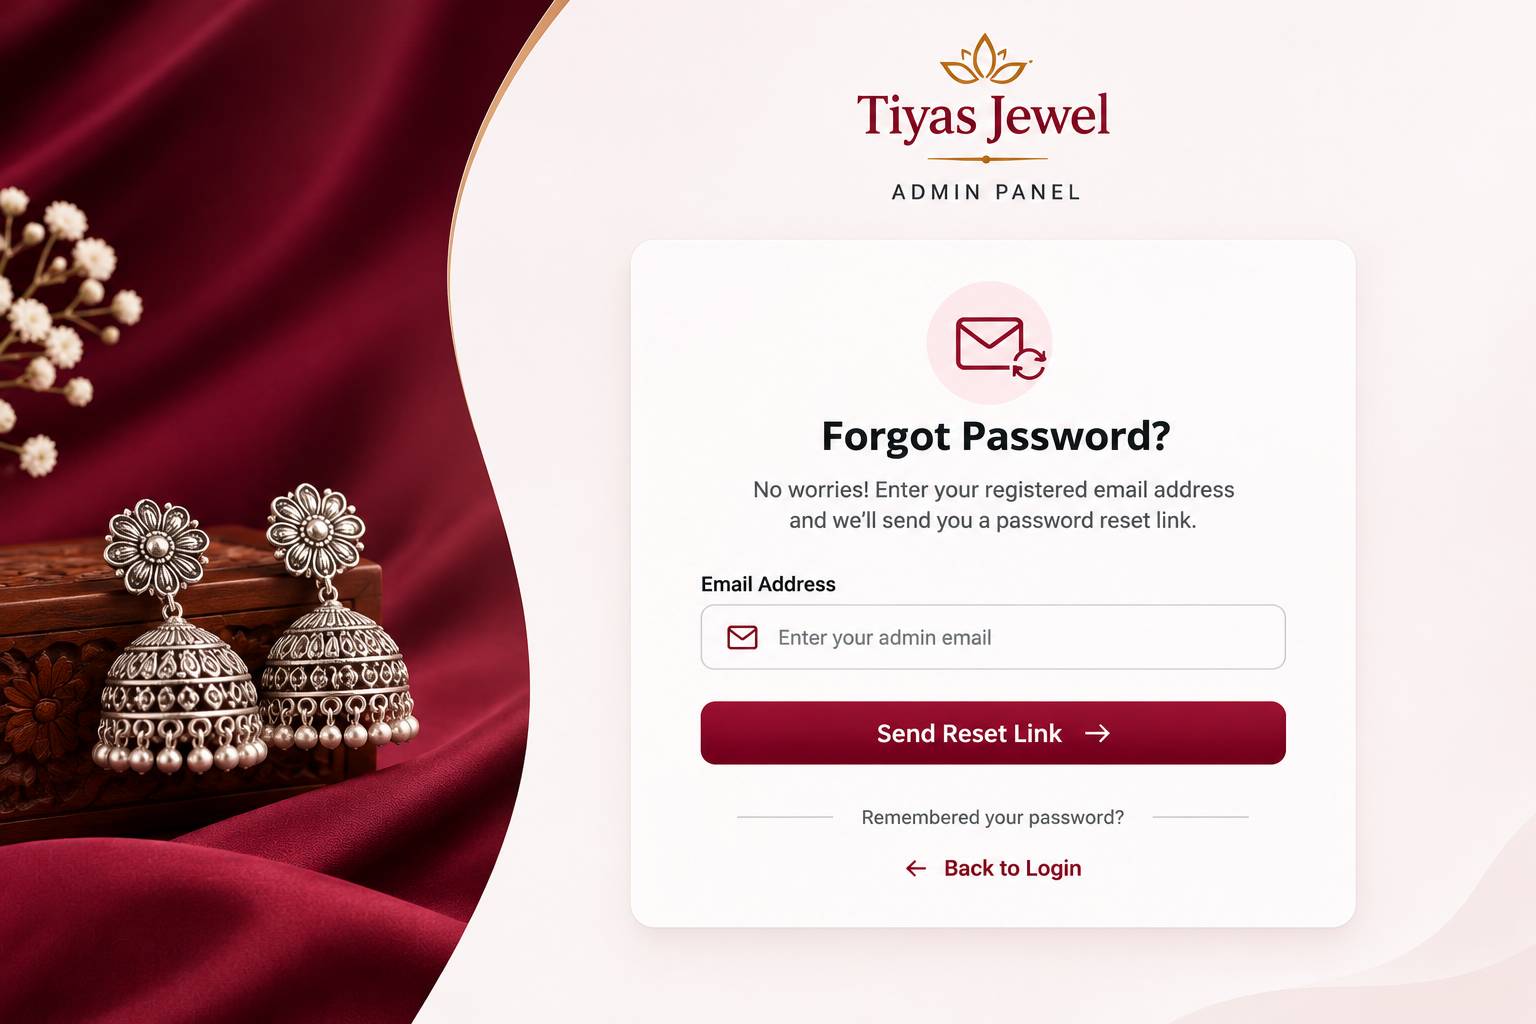 Tiyas Jewel
ADMIN PANEL
Forgot Password?
No worries! Enter your registered email address
and we’ll send you a password reset link.
Email Address
Enter your admin email
Send Reset Link →
Remembered your password?
← Back to Login